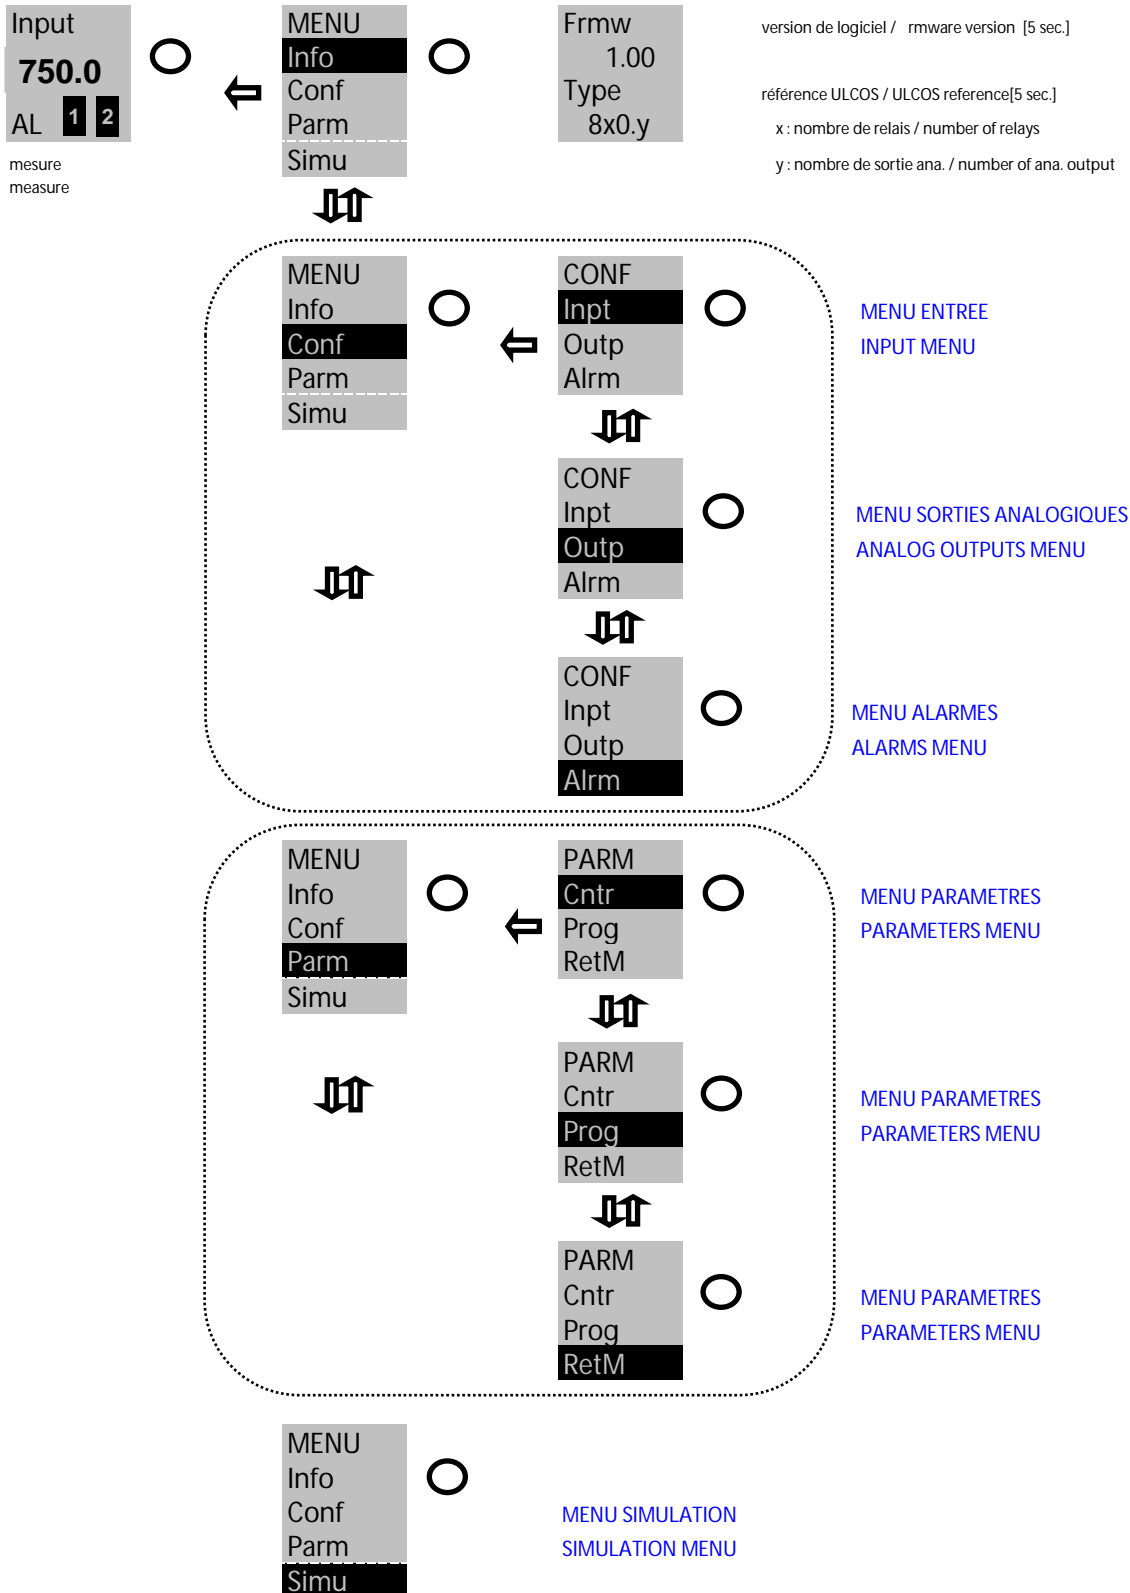 Input
750.0
AL 1 2
mesure
measure
MENU
Info
Conf
Parm
Simu
Frmw
1.00
Type
8x0.y
version de logiciel / rmware version [5 sec.]
référence ULCOS / ULCOS reference[5 sec.]
x : nombre de relais / number of relays
y : nombre de sortie ana. / number of ana. output
MENU
Info
Conf
Parm
Simu
CONF
Inpt
Outp
Alrm
MENU ENTREE
INPUT MENU
CONF
Inpt
Outp
Alrm
MENU SORTIES ANALOGIQUES
ANALOG OUTPUTS MENU
CONF
Inpt
Outp
Alrm
MENU ALARMES
ALARMS MENU
MENU
Info
Conf
Parm
Simu
PARM
Cntr
Prog
RetM
MENU PARAMETRES
PARAMETERS MENU
PARM
Cntr
Prog
RetM
MENU PARAMETRES
PARAMETERS MENU
PARM
Cntr
Prog
RetM
MENU PARAMETRES
PARAMETERS MENU
MENU
Info
Conf
Parm
Simu
MENU SIMULATION
SIMULATION MENU